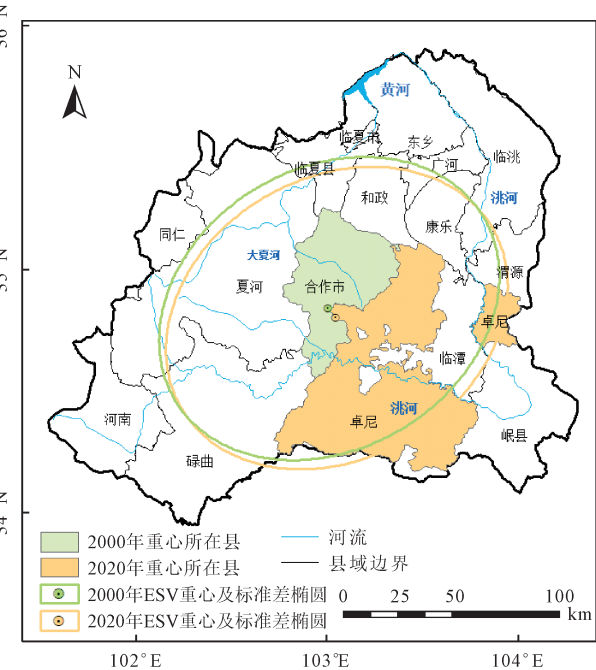 N
黄河
临夏市
东乡
广河
临洮
临夏县
和政
洮河
康乐
同仁
大夏河
渭源
夏河
合作市
卓尼
临潭
河南
洮河
卓尼
岷县
碌曲
2000年重心所在县
河流
2020年重心所在县
县域边界
2000年ESV重心及标准差椭圆
0 25 50 100
km
2020年ESV重心及标准差椭圆
102°E 103°E 104°E